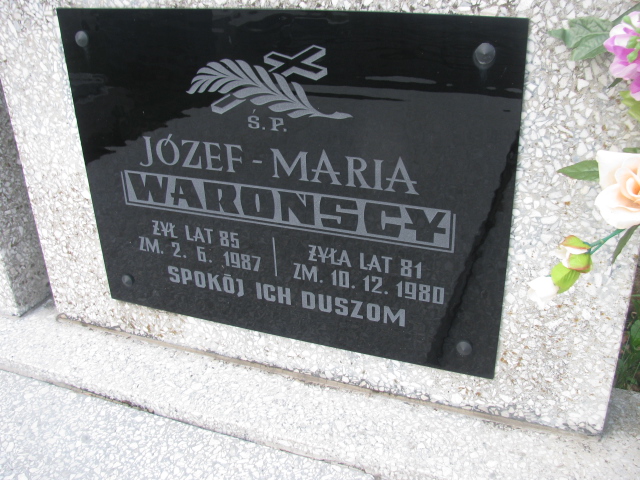 Ś.P.
JÓZEF - MARIA
WARONSCY
ŻYŁ LAT 85
ZM. 2. 6. 1987
ŻYŁA LAT 81
ZM. 10. 12. 1980
SPOKÓJ ICH DUSZOM